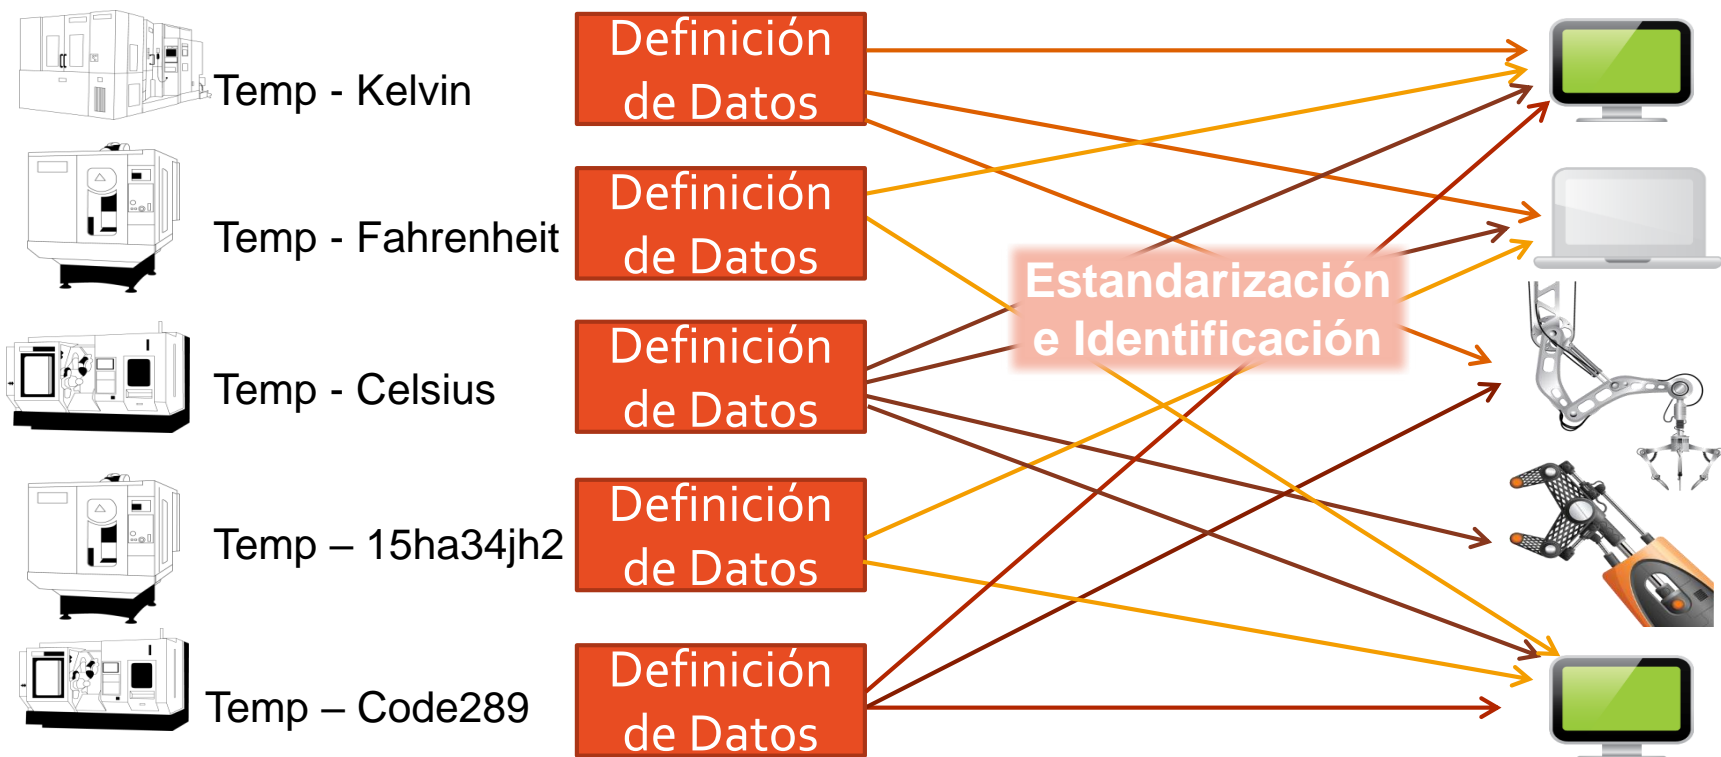 Temp - Kelvin
Definición
de Datos
Temp - Fahrenheit
Definición
de Datos
Estandarización
e Identificación
Temp - Celsius
Definición
de Datos
Temp – 15ha34jh2
Definición
de Datos
Temp – Code289
Definición
de Datos